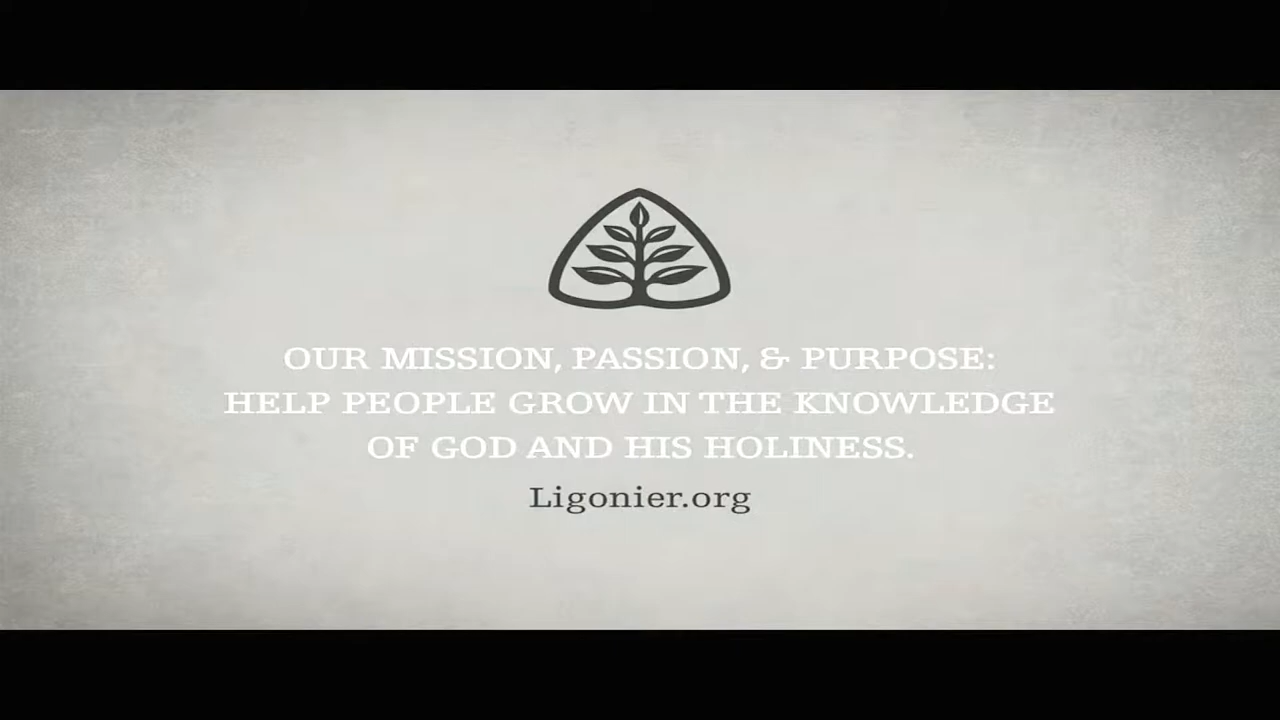 OUR MISSION, PASSION, & PURPOSE:
HELP PEOPLE GROW IN THE KNOWLEDGE
OF GOD AND HIS HOLINESS.
Ligonier.org